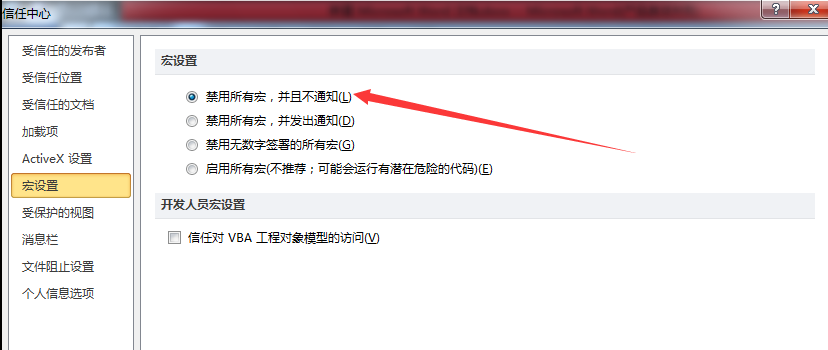 信任中心
受信任的发布者
受信任位置
受信任的文档
加载项
ActiveX 设置
宏设置
受保护的视图
消息栏
文件阻止设置
个人信息选项
宏设置
禁用所有宏，并且不通知(L)
禁用所有宏，并发出通知(D)
禁用无数字签署的所有宏(G)
启用所有宏(不推荐；可能会运行有潜在危险的代码)(E)
开发人员宏设置
信任对 VBA 工程对象模型的访问(V)